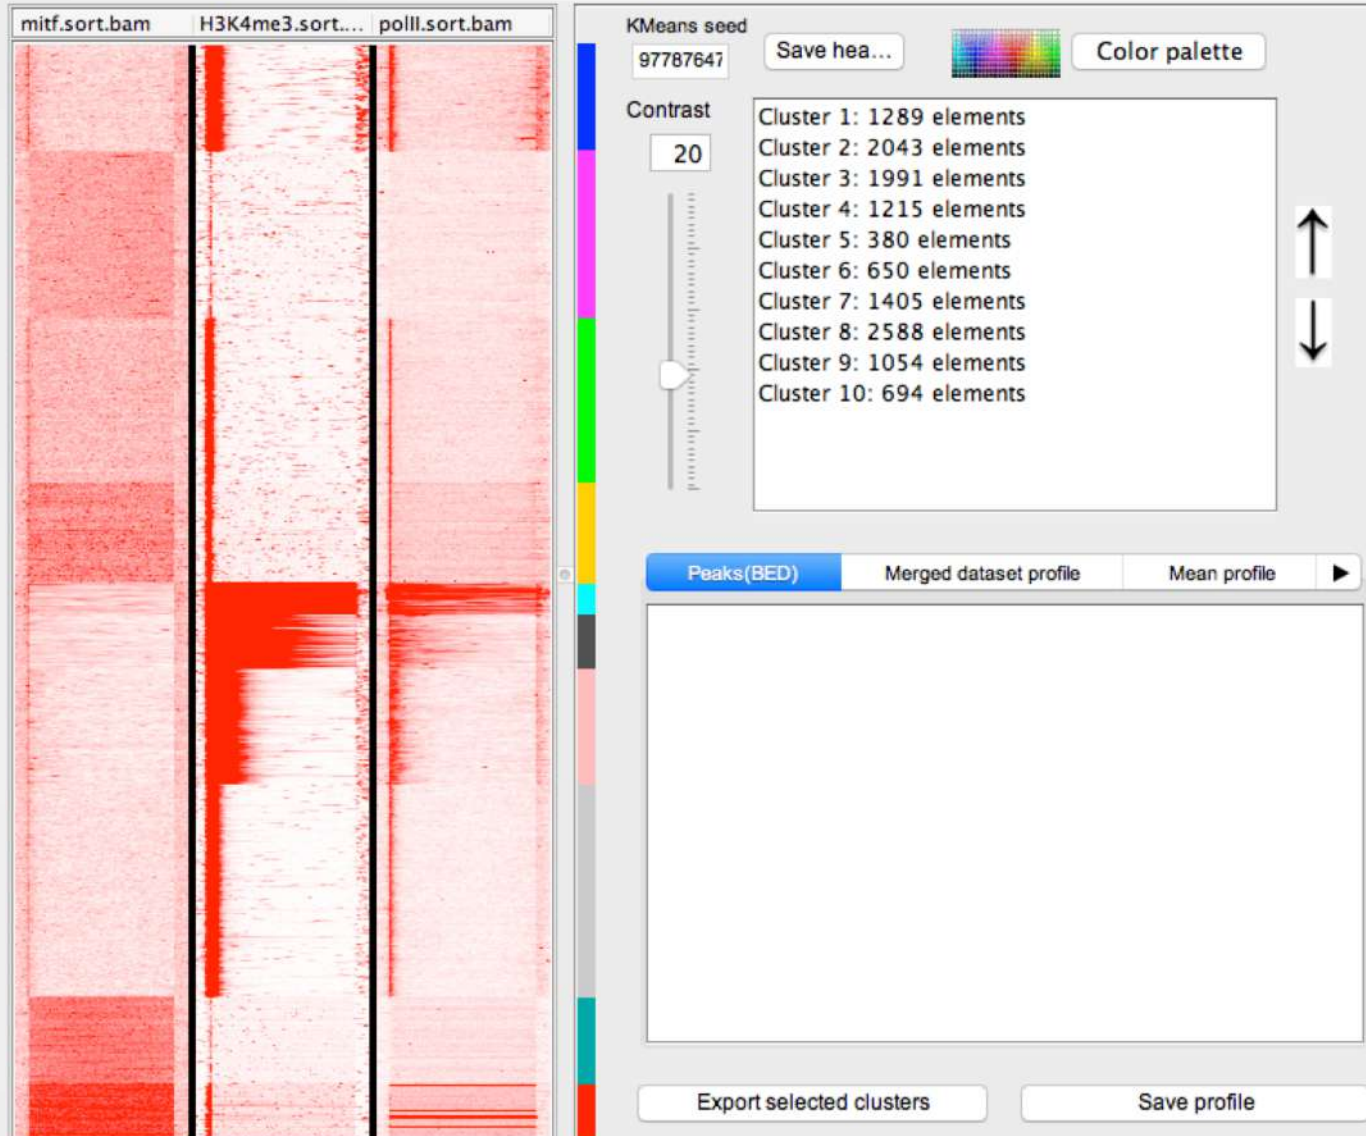 mitf.sort.bam
H3K4me3.sort....
polII.sort.bam
KMeans seed
97787647
Save hea...
Color palette
Contrast
20
Cluster 1: 1289 elements
Cluster 2: 2043 elements
Cluster 3: 1991 elements
Cluster 4: 1215 elements
Cluster 5: 380 elements
Cluster 6: 650 elements
Cluster 7: 1405 elements
Cluster 8: 2588 elements
Cluster 9: 1054 elements
Cluster 10: 694 elements
Peaks(BED)
Merged dataset profile
Mean profile
Export selected clusters
Save profile